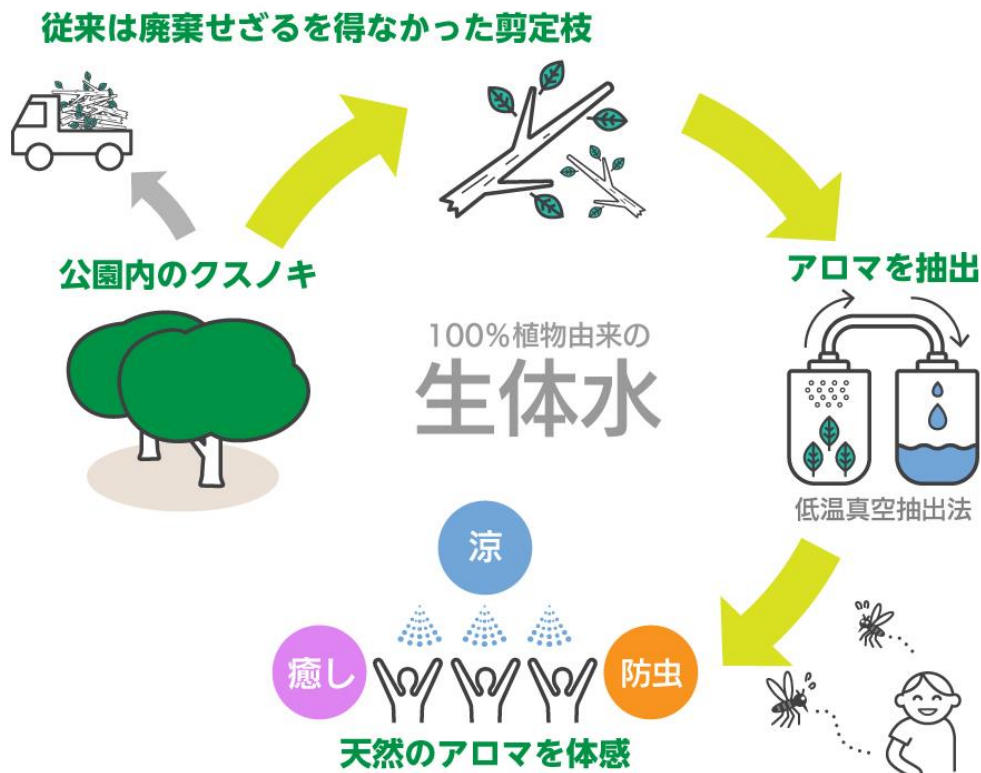 従来は廃棄せざるを得なかった剪定枝
公園内のクスノキ
アロマを抽出
100%植物由来の
生体水
低温真空抽出法
涼
癒し
防虫
天然のアロマを体感